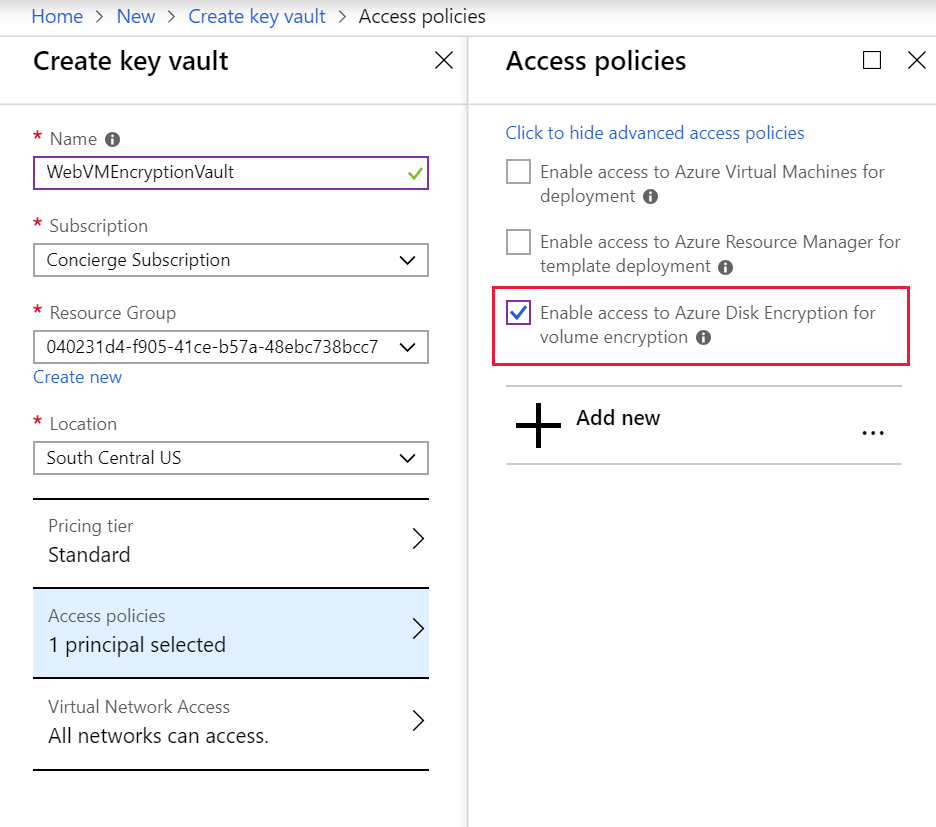 Home > New > Create key vault > Access policies
Create key vault
* Name
WebVMEncryptionVault
* Subscription
Concierge Subscription
* Resource Group
040231d4-f905-41ce-b57a-48ebc738bcc7
Create new
* Location
South Central US
Pricing tier
Standard
Access policies
1 principal selected
Virtual Network Access
All networks can access.
Access policies
Click to hide advanced access policies
Enable access to Azure Virtual Machines for
deployment
Enable access to Azure Resource Manager for
template deployment
Enable access to Azure Disk Encryption for
volume encryption
Add new
...